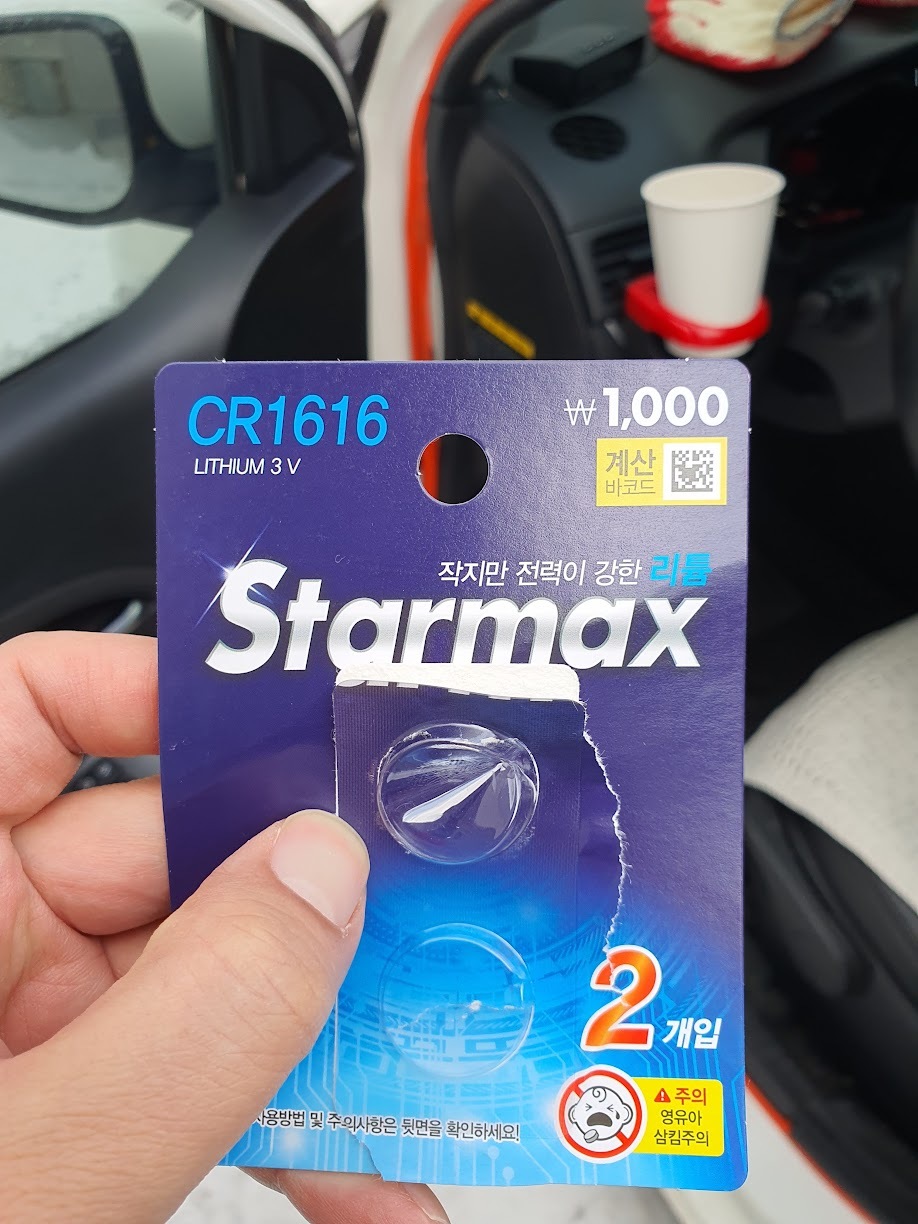 CR1616
LITHIUM 3 V
₩1,000
계산
바코드
작지만 전력이 강한 리튬
Starmax
2 개입
주의
영유아
삼킴주의
사용방법 및 주의사항은 뒷면을 확인하세요!